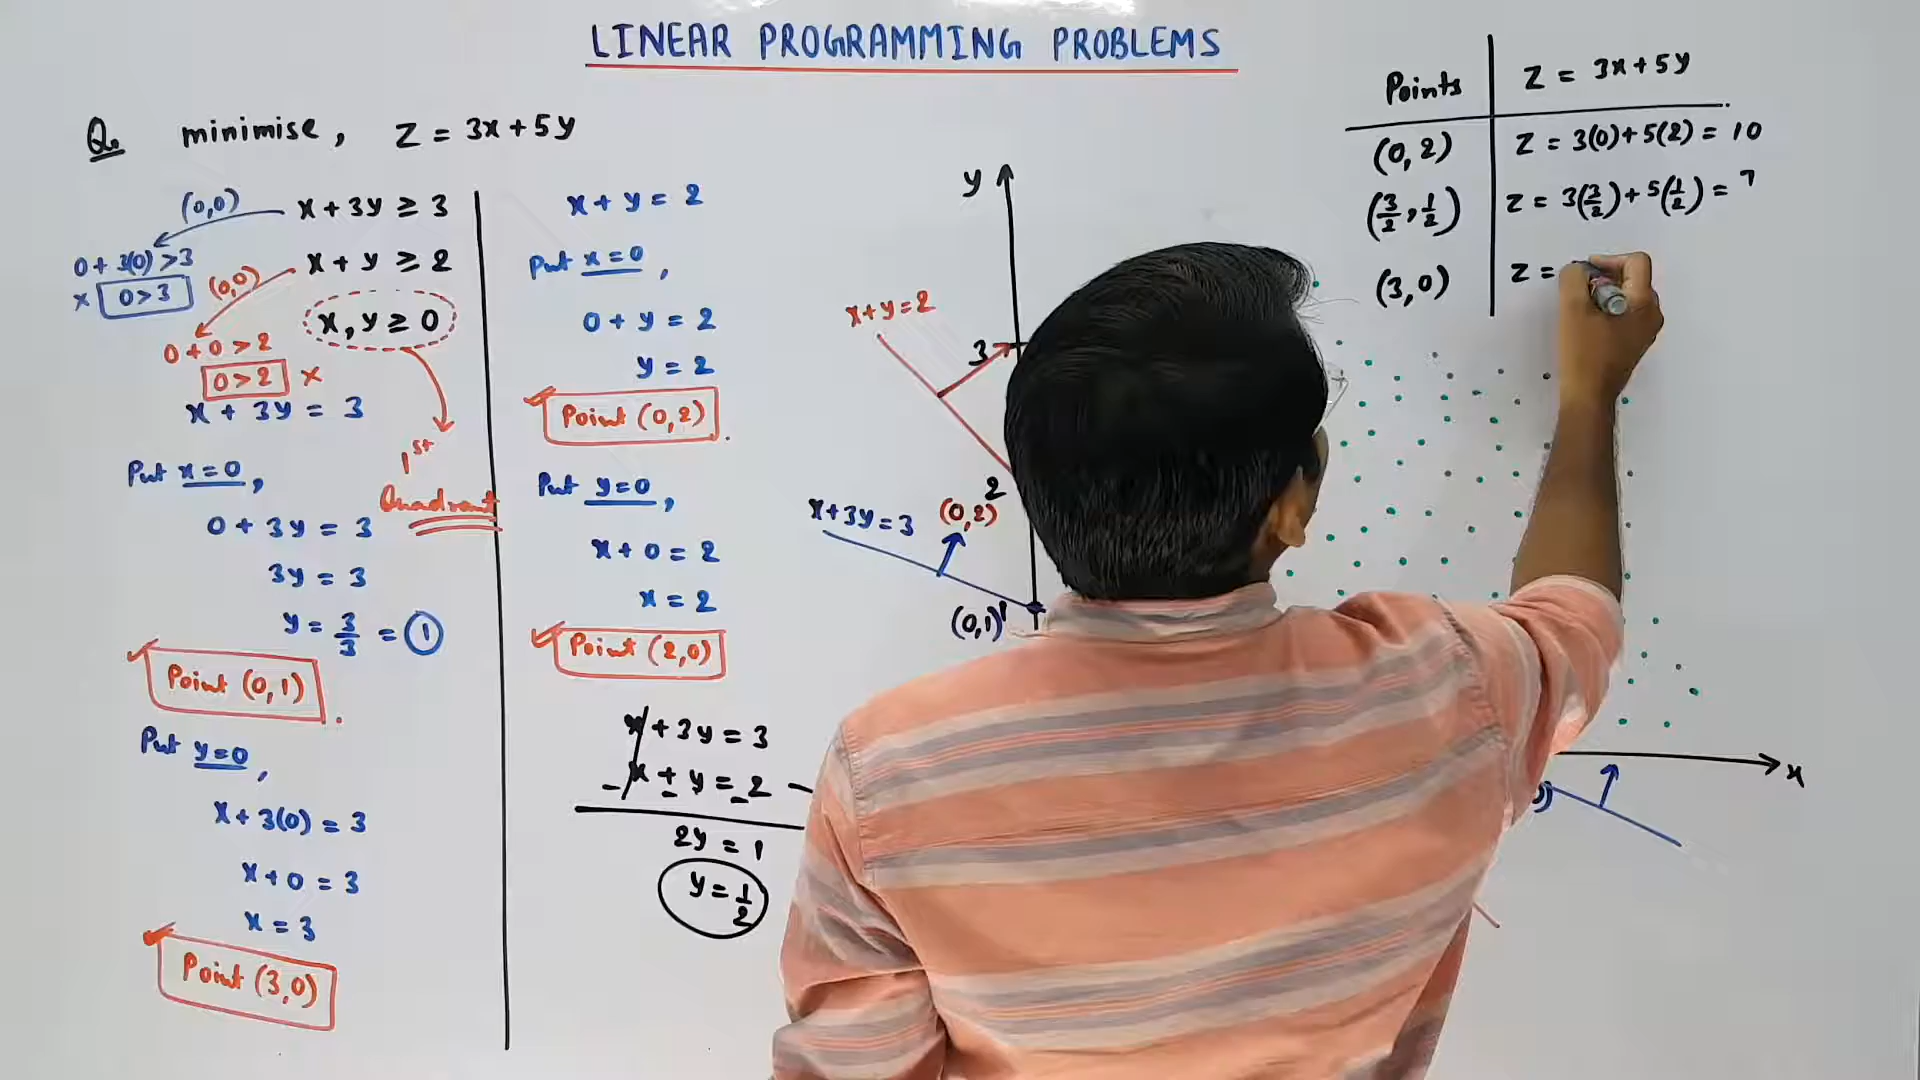 LINEAR PROGRAMMING PROBLEMS
Q. minimise, Z = 3x + 5y
(0,0)
x + 3y ≥ 3
0 + 3(0) > 3
x 0 > 3
(0,0)
x + y ≥ 2
x, y ≥ 0
0 + 0 > 2
0 > 2 x
1st
Quadrant
x + 3y = 3
Put x = 0,
0 + 3y = 3
3y = 3
y = 3/3 = 1
Point (0,1).
Put y = 0,
x + 3(0) = 3
x + 0 = 3
x = 3
Point (3,0)
x + y = 2
Put x = 0,
0 + y = 2
y = 2
Point (0,2).
Put y = 0,
x + 0 = 2
x = 2
Point (2,0)
x + 3y = 3
x + y = 2
2y = 1
y = 1/2
y
x + y = 2
3
2
(0,2)
x + 3y = 3
1
(0,1)
x
Points Z = 3x + 5y
(0,2) Z = 3(0) + 5(2) = 10
(3/2, 1/2) Z = 3(3/2) + 5(1/2) = 7
(3,0) Z =